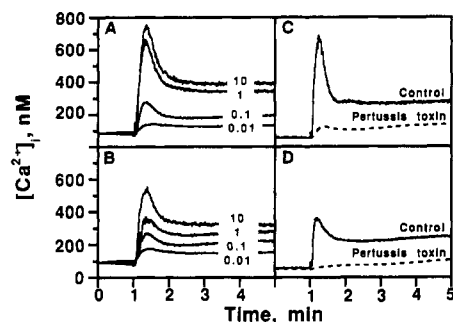 800
A
C
600
10
400
1
Control
200
0.1
Pertussis toxin
0.01
[Ca²⁺]i, nM
B
D
600
400
10
1
Control
200
0.1
Pertussis toxin
0.01
0
0 1 2 3 4
1 2 3 4 5
Time, min